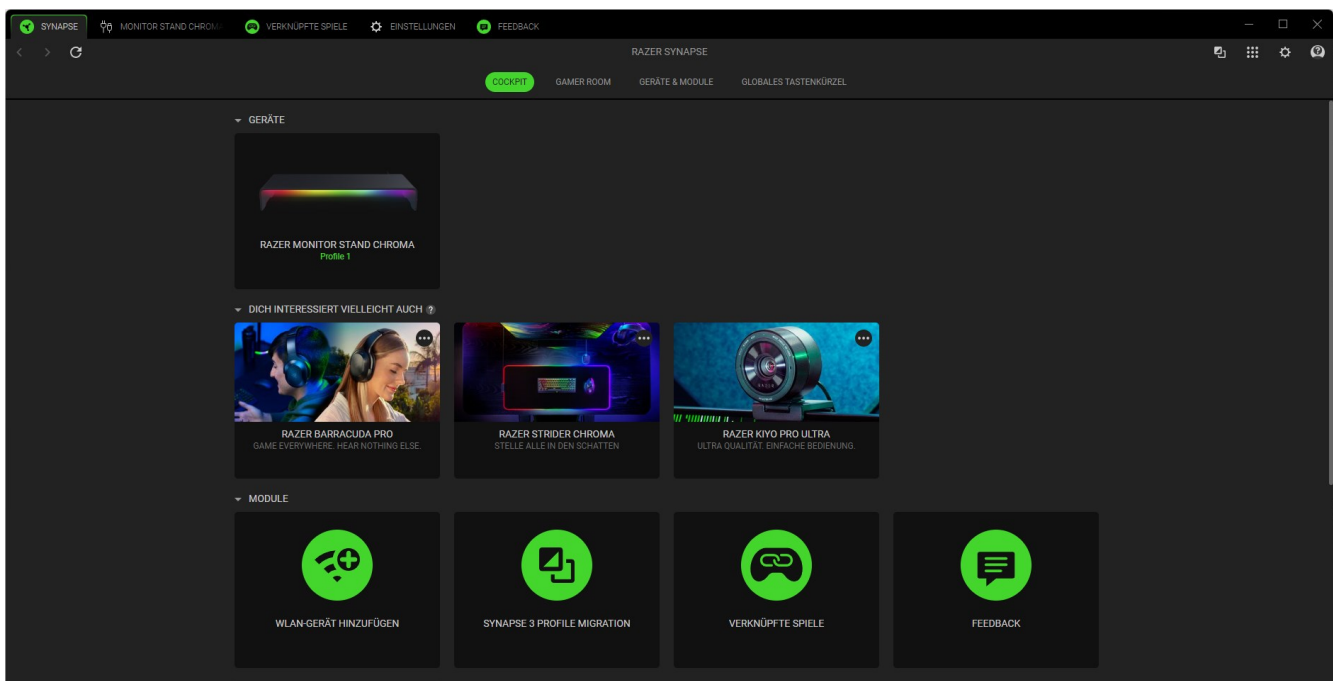 SYNAPSE
MONITOR STAND CHROMA
VERKNÜPFTE SPIELE
EINSTELLUNGEN
FEEDBACK
RAZER SYNAPSE
COCKPIT
GAMER ROOM
GERÄTE & MODULE
GLOBALES TASTENKÜRZEL
GERÄTE
RAZER MONITOR STAND CHROMA
Profile 1
DICH INTERESSIERT VIELLEICHT AUCH ?
RAZER BARRACUDA PRO
GAME EVERYWHERE. HEAR NOTHING ELSE.
RAZER STRIDER CHROMA
STELLE ALLE IN DEN SCHATTEN
RAZER KIYO PRO ULTRA
ULTRA QUALITÄT. EINFACHE BEDIENUNG.
MODULE
WLAN-GERÄT HINZUFÜGEN
SYNAPSE 3 PROFILE MIGRATION
VERKNÜPFTE SPIELE
FEEDBACK